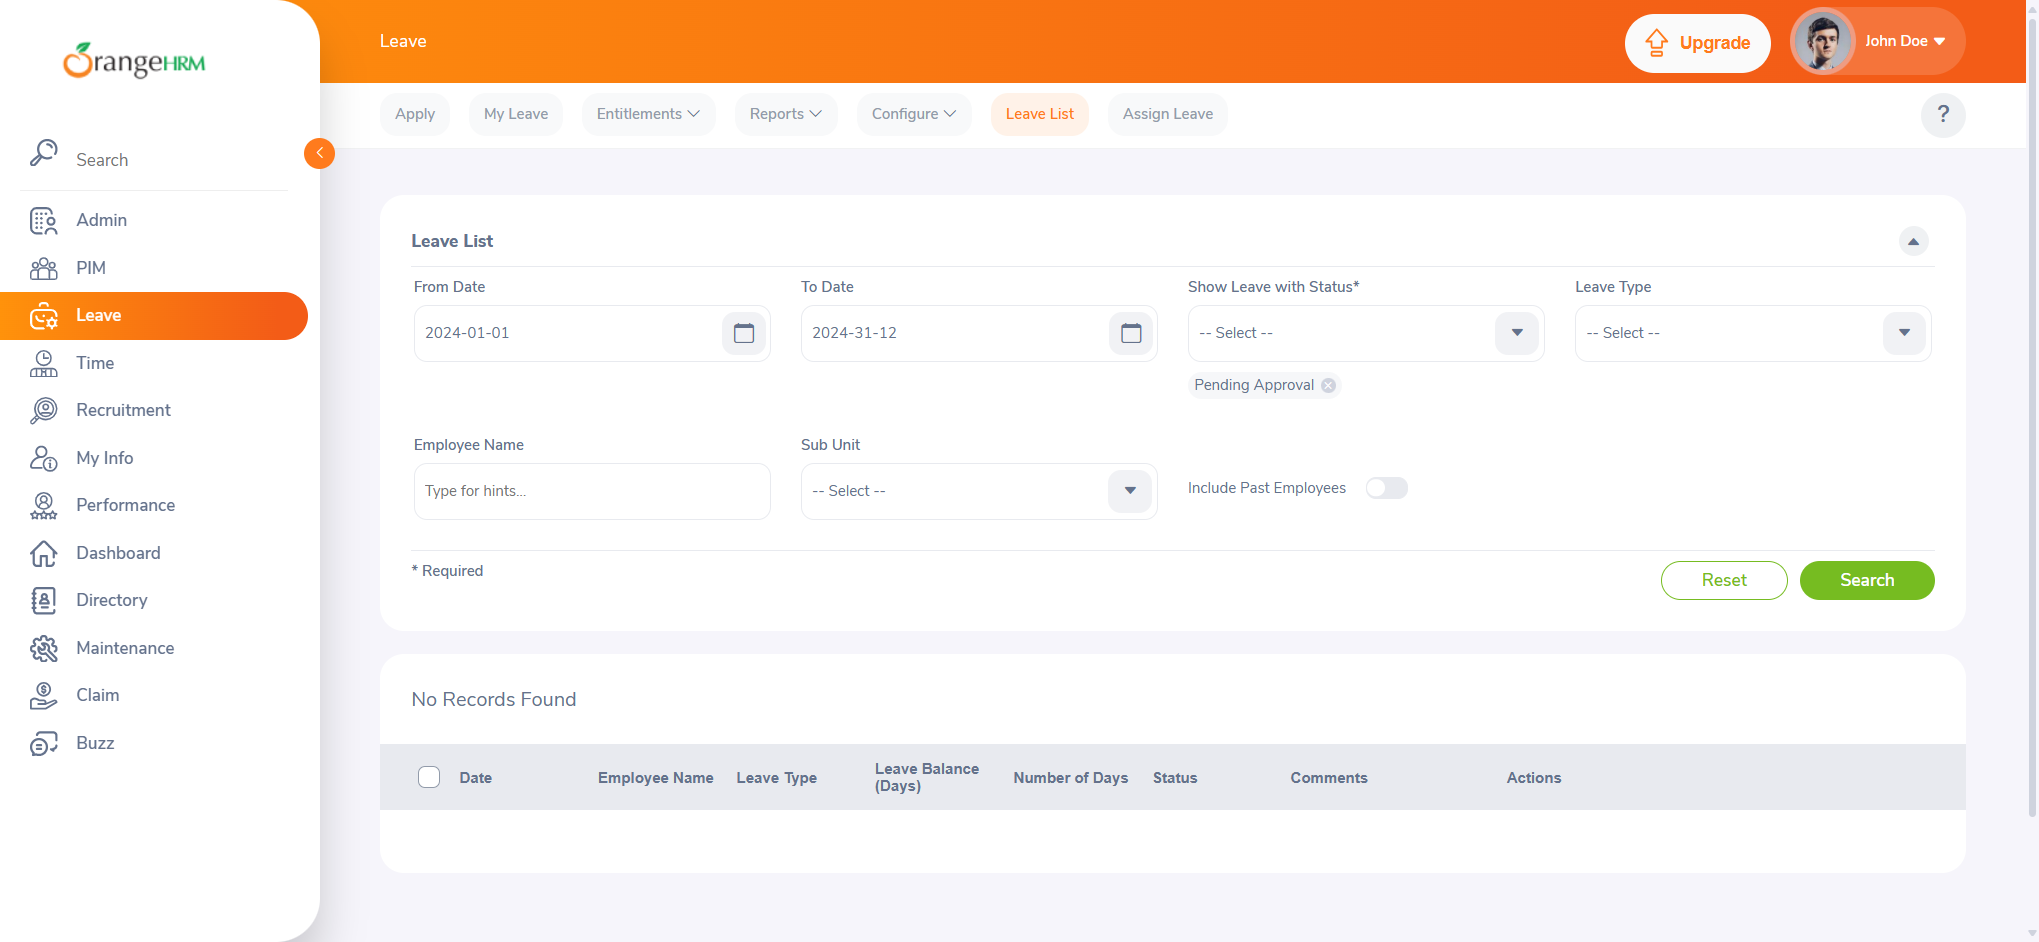 OrangeHRM
Leave
Upgrade
John Doe
Search
Admin
PIM
Leave
Time
Recruitment
My Info
Performance
Dashboard
Directory
Maintenance
Claim
Buzz
Apply
My Leave
Entitlements
Reports
Configure
Leave List
Assign Leave
?
Leave List
From Date
To Date
Show Leave with Status*
Leave Type
2024-01-01
2024-31-12
-- Select --
-- Select --
Pending Approval
Employee Name
Sub Unit
Type for hints...
-- Select --
Include Past Employees
* Required
Reset
Search
No Records Found
Date
Employee Name
Leave Type
Leave Balance
(Days)
Number of Days
Status
Comments
Actions